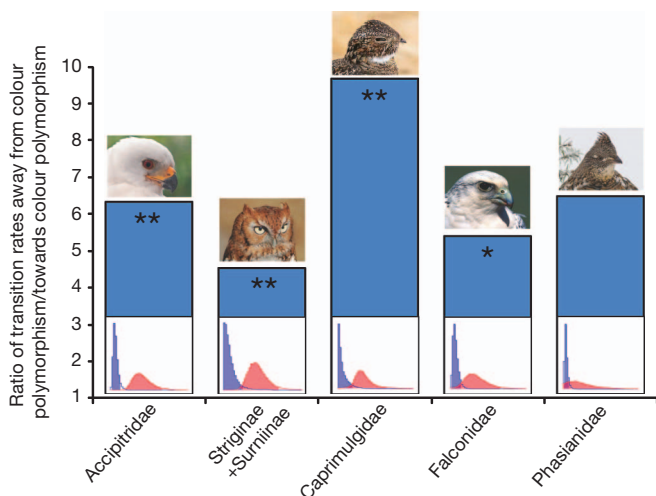 Ratio of transition rates away from colour
polymorphism/towards colour polymorphism
10
9
8
7
6
5
4
3
2
1
**
**
**
*
Accipitridae
Striginae
+Surniinae
Caprimulgidae
Falconidae
Phasianidae